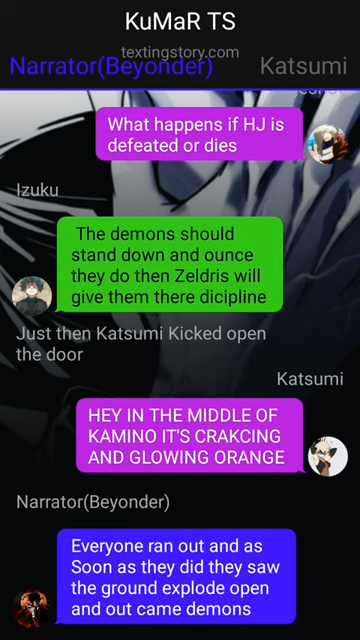 KuMaR TS
textingstory.com
Narrator(Beyonder)
Katsumi
What happens if HJ is
defeated or dies
Izuku
The demons should
stand down and ounce
they do then Zeldris will
give them there dicipline
Just then Katsumi Kicked open
the door
Katsumi
HEY IN THE MIDDLE OF
KAMINO IT'S CRAKCING
AND GLOWING ORANGE
Narrator(Beyonder)
Everyone ran out and as
Soon as they did they saw
the ground explode open
and out came demons